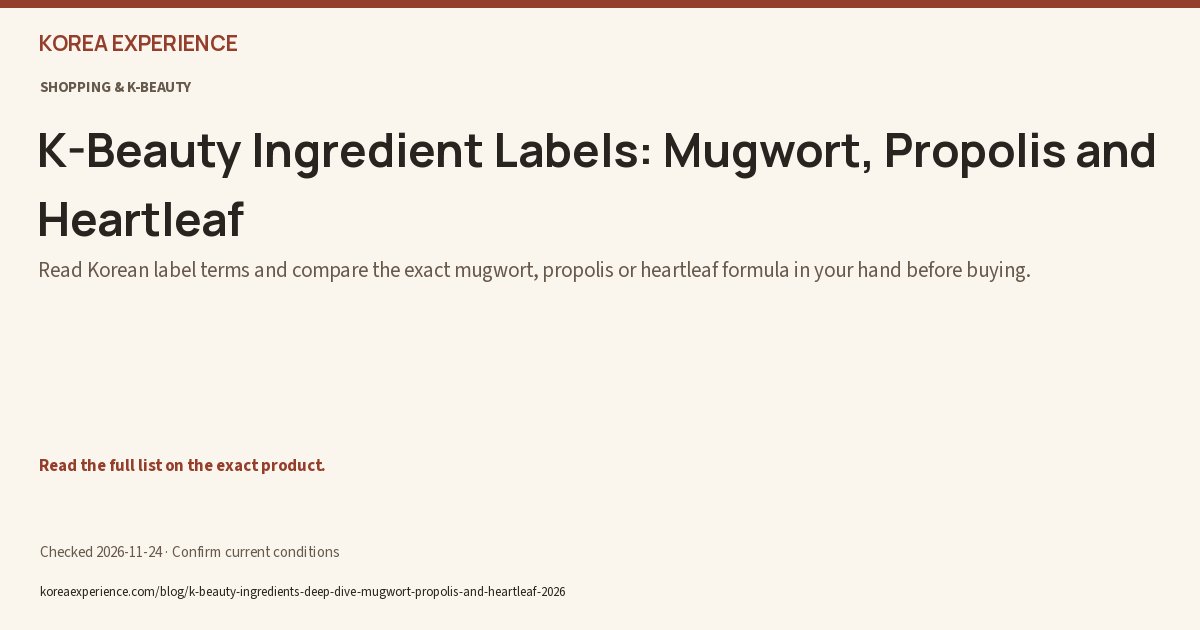 KOREA EXPERIENCE
SHOPPING & K-BEAUTY
K-Beauty Ingredient Labels: Mugwort, Propolis and
Heartleaf
Read Korean label terms and compare the exact mugwort, propolis or heartleaf formula in your hand before buying.
Read the full list on the exact product.
Checked 2026-11-24 · Confirm current conditions
koreaexperience.com/blog/k-beauty-ingredients-deep-dive-mugwort-propolis-and-heartleaf-2026